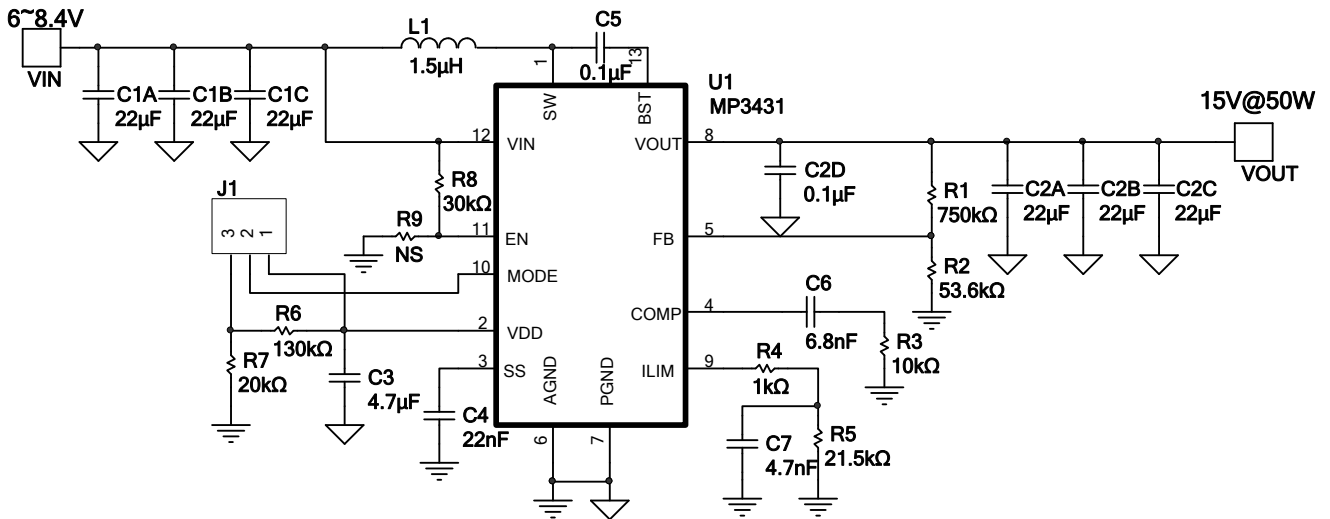 6~8.4V
VIN
C1A
22µF
C1B
22µF
C1C
22µF
L1
1.5µH
C5
0.1µF
1
13
U1
MP3431
SW
BST
12
VIN
VOUT
8
15V@50W
VOUT
C2D
0.1µF
R1
750kΩ
C2A
22µF
C2B
22µF
C2C
22µF
R8
30kΩ
R9
NS
11
EN
FB
5
R2
53.6kΩ
J1
3
2
1
10
MODE
COMP
4
C6
6.8nF
R3
10kΩ
R6
130kΩ
R7
20kΩ
2
VDD
C3
4.7µF
3
SS
C4
22nF
AGND
PGND
ILIM
9
R4
1kΩ
C7
4.7nF
R5
21.5kΩ
6
7